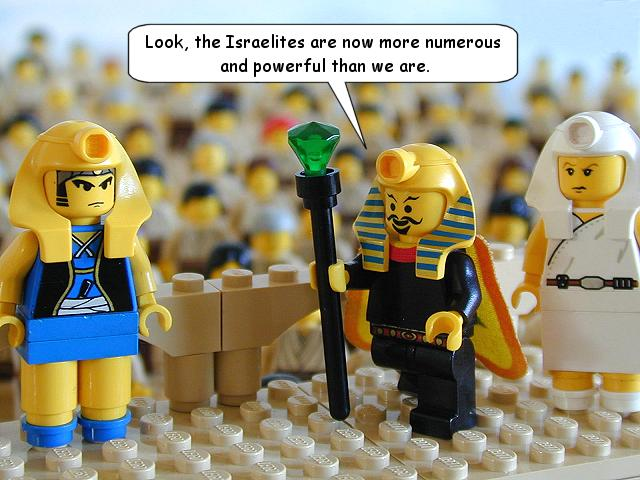 Look, the Israelites are now more numerous
and powerful than we are.